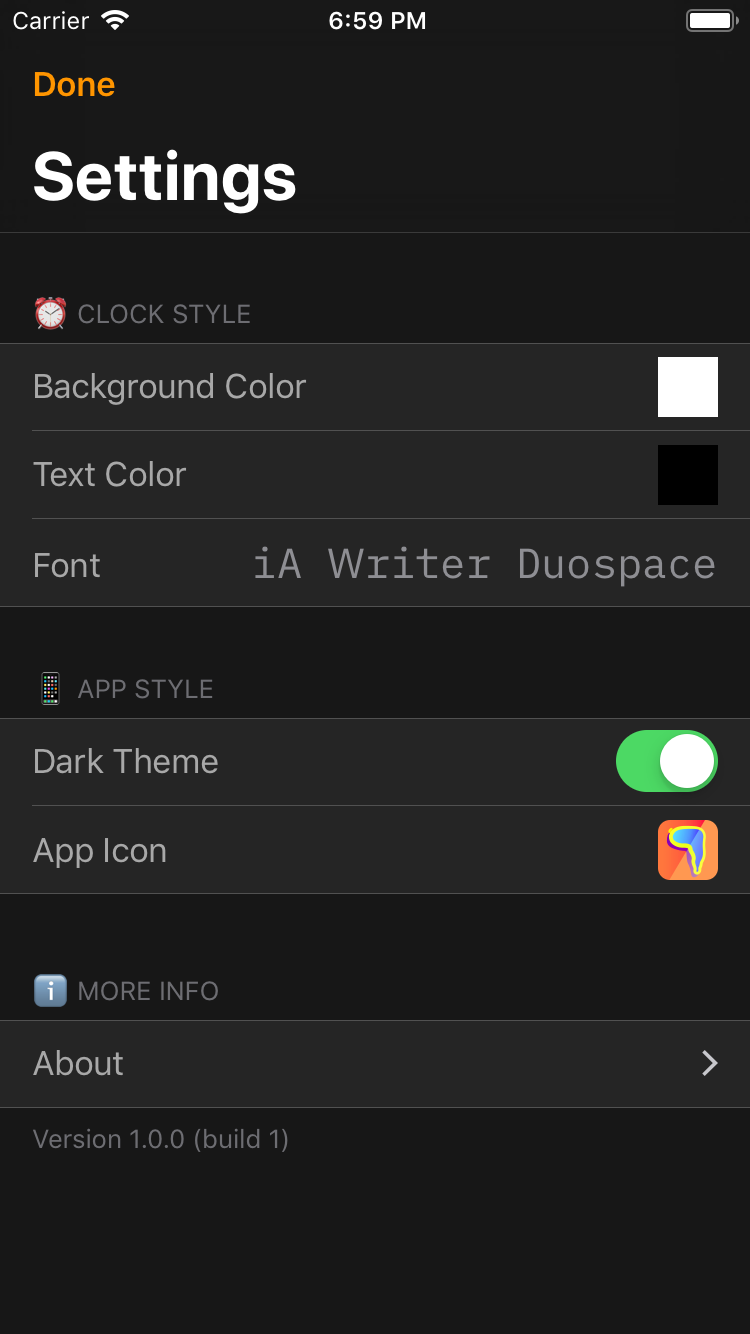 Carrier 6:59 PM
Done
Settings
CLOCK STYLE
Background Color
Text Color
Font iA Writer Duospace
APP STYLE
Dark Theme
App Icon
MORE INFO
About
Version 1.0.0 (build 1)